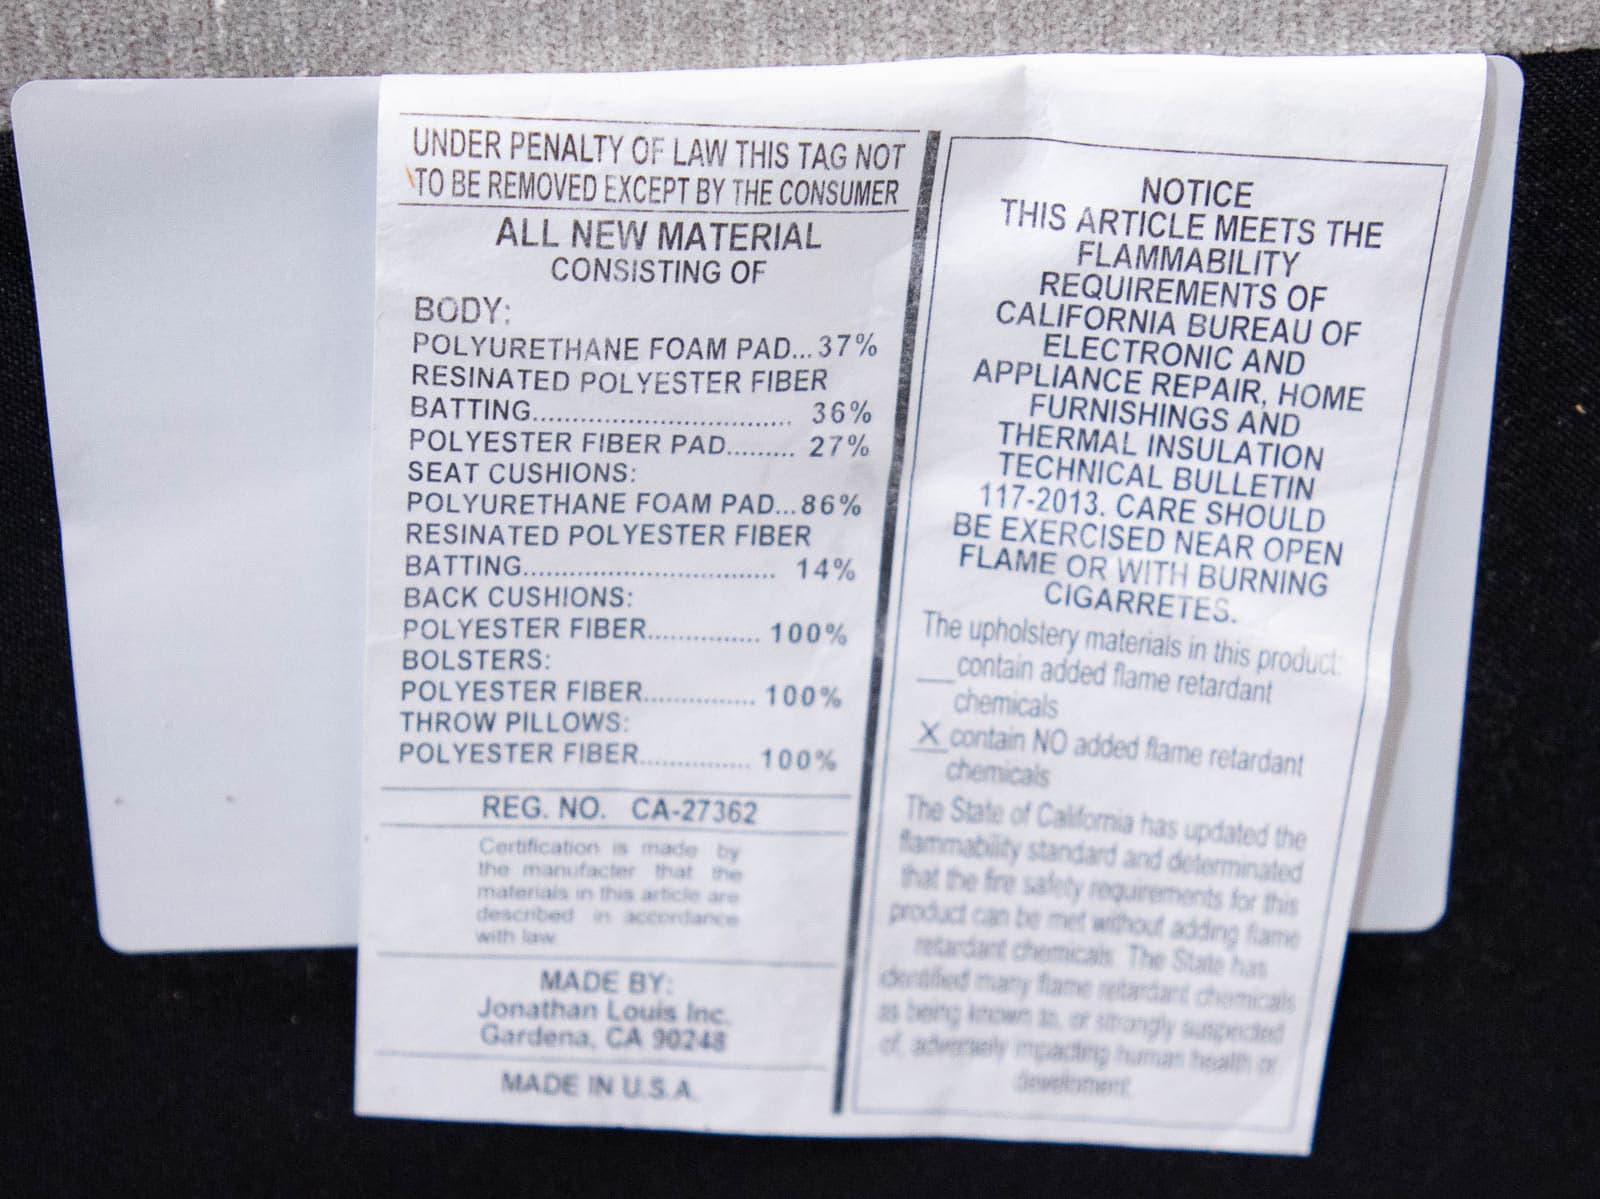 UNDER PENALTY OF LAW THIS TAG NOT
TO BE REMOVED EXCEPT BY THE CONSUMER
ALL NEW MATERIAL
CONSISTING OF
BODY:
POLYURETHANE FOAM PAD...37%
RESINATED POLYESTER FIBER
BATTING.................................. 36%
POLYESTER FIBER PAD......... 27%
SEAT CUSHIONS:
POLYURETHANE FOAM PAD...86%
RESINATED POLYESTER FIBER
BATTING................................. 14%
BACK CUSHIONS:
POLYESTER FIBER............... 100%
BOLSTERS:
POLYESTER FIBER............... 100%
THROW PILLOWS:
POLYESTER FIBER............... 100%
REG. NO. CA-27362
Certification is made by
the manufacter that the
materials in this article are
described in accordance
with law
MADE BY:
Jonathan Louis Inc.
Gardena, CA 90248
MADE IN U.S.A.
NOTICE
THIS ARTICLE MEETS THE
FLAMMABILITY
REQUIREMENTS OF
CALIFORNIA BUREAU OF
ELECTRONIC AND
APPLIANCE REPAIR, HOME
FURNISHINGS AND
THERMAL INSULATION
TECHNICAL BULLETIN
117-2013. CARE SHOULD
BE EXERCISED NEAR OPEN
FLAME OR WITH BURNING
CIGARRETES.
The upholstery materials in this product:
__contain added flame retardant
chemicals
X contain NO added flame retardant
chemicals
The State of California has updated the
flammability standard and determinated
that the fire safety requirements for this
product can be met without adding flame
retardant chemicals. The State has
identified many flame retardant chemicals
as being known to, or strongly suspected
of, adversely impacting human health or